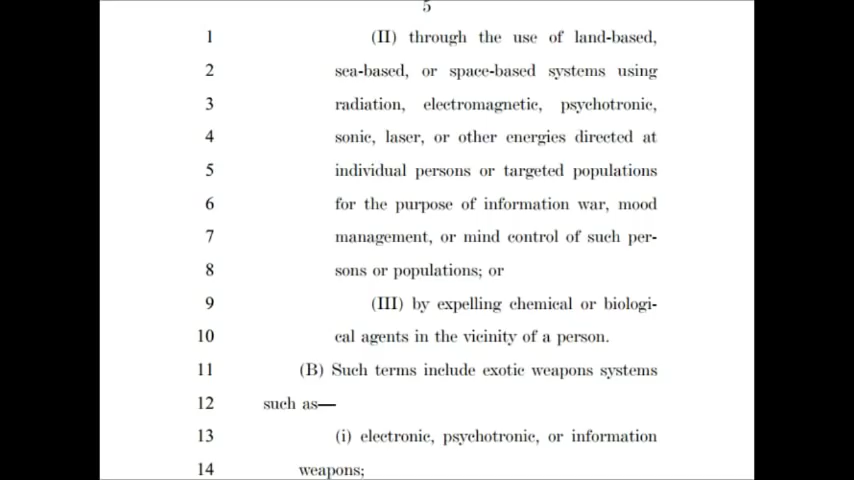 5
1 (II) through the use of land-based,
2 sea-based, or space-based systems using
3 radiation, electromagnetic, psychotronic,
4 sonic, laser, or other energies directed at
5 individual persons or targeted populations
6 for the purpose of information war, mood
7 management, or mind control of such per-
8 sons or populations; or
9 (III) by expelling chemical or biologi-
10 cal agents in the vicinity of a person.
11 (B) Such terms include exotic weapons systems
12 such as—
13 (i) electronic, psychotronic, or information
14 weapons;